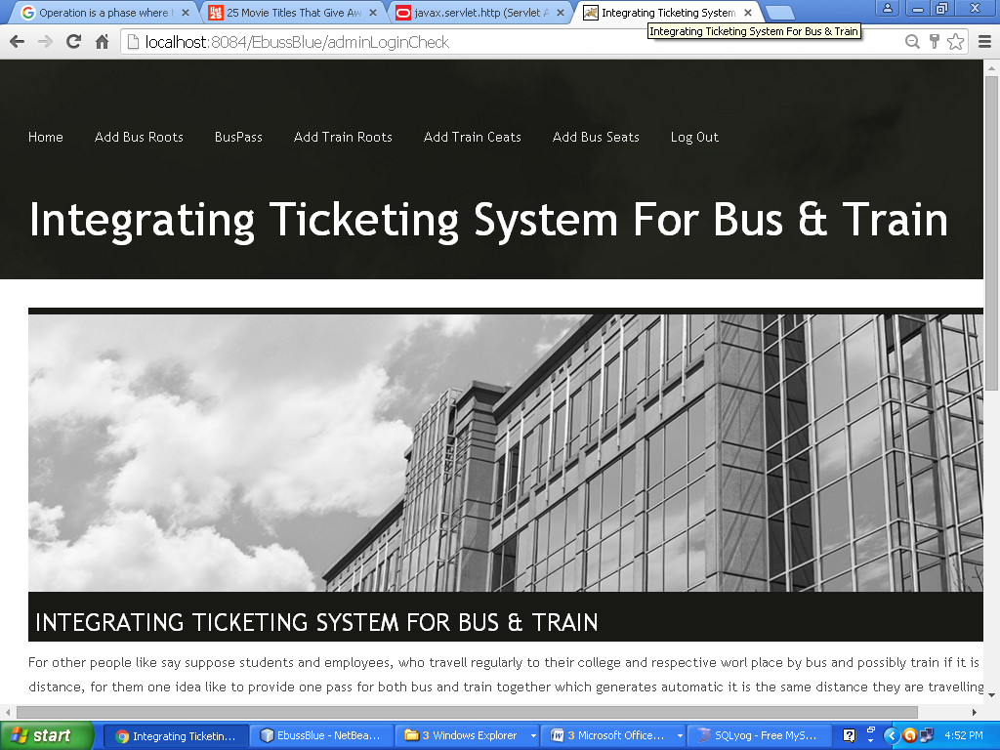 Operation is a phase where
25 Movie Titles That Give Aw
javax.servlet.http (Servlet A
Integrating Ticketing System
localhost:8084/EbussBlue/adminLoginCheck
Integrating Ticketing System For Bus & Train
Home Add Bus Roots BusPass Add Train Roots Add Train Ceats Add Bus Seats Log Out
Integrating Ticketing System For Bus & Train
INTEGRATING TICKETING SYSTEM FOR BUS & TRAIN
For other people like say suppose students and employees, who travell regularly to their college and respective worl place by bus and possibly train if it is
distance, for them one idea like to provide one pass for both bus and train together which generates automatic it is the same distance they are travelling
start Integrating Ticketin... EbussBlue - NetBea... 3 Windows Explorer 3 Microsoft Office... SQLyog - Free MyS... 4:52 PM